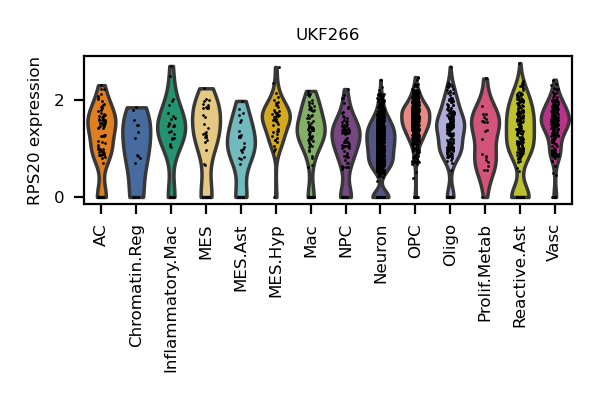 UKF266
RPS20 expression
2
0
AC
Chromatin.Reg
Inflammatory.Mac
MES
MES.Ast
MES.Hyp
Mac
NPC
Neuron
OPC
Oligo
Prolif.Metab
Reactive.Ast
Vasc